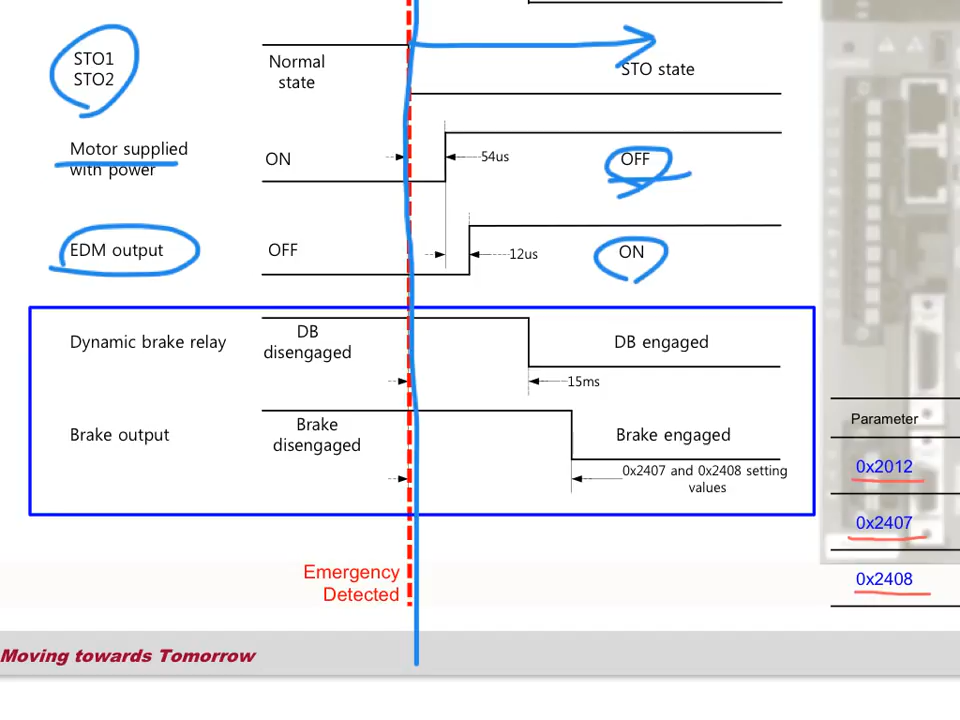 STO1
STO2
Normal
state
STO state
Motor supplied
with power
ON
54us
OFF
EDM output
OFF
12us
ON
Dynamic brake relay
DB
disengaged
DB engaged
15ms
Brake output
Brake
disengaged
Brake engaged
0x2407 and 0x2408 setting
values
Emergency
Detected
Parameter
0x2012
0x2407
0x2408
Moving towards Tomorrow